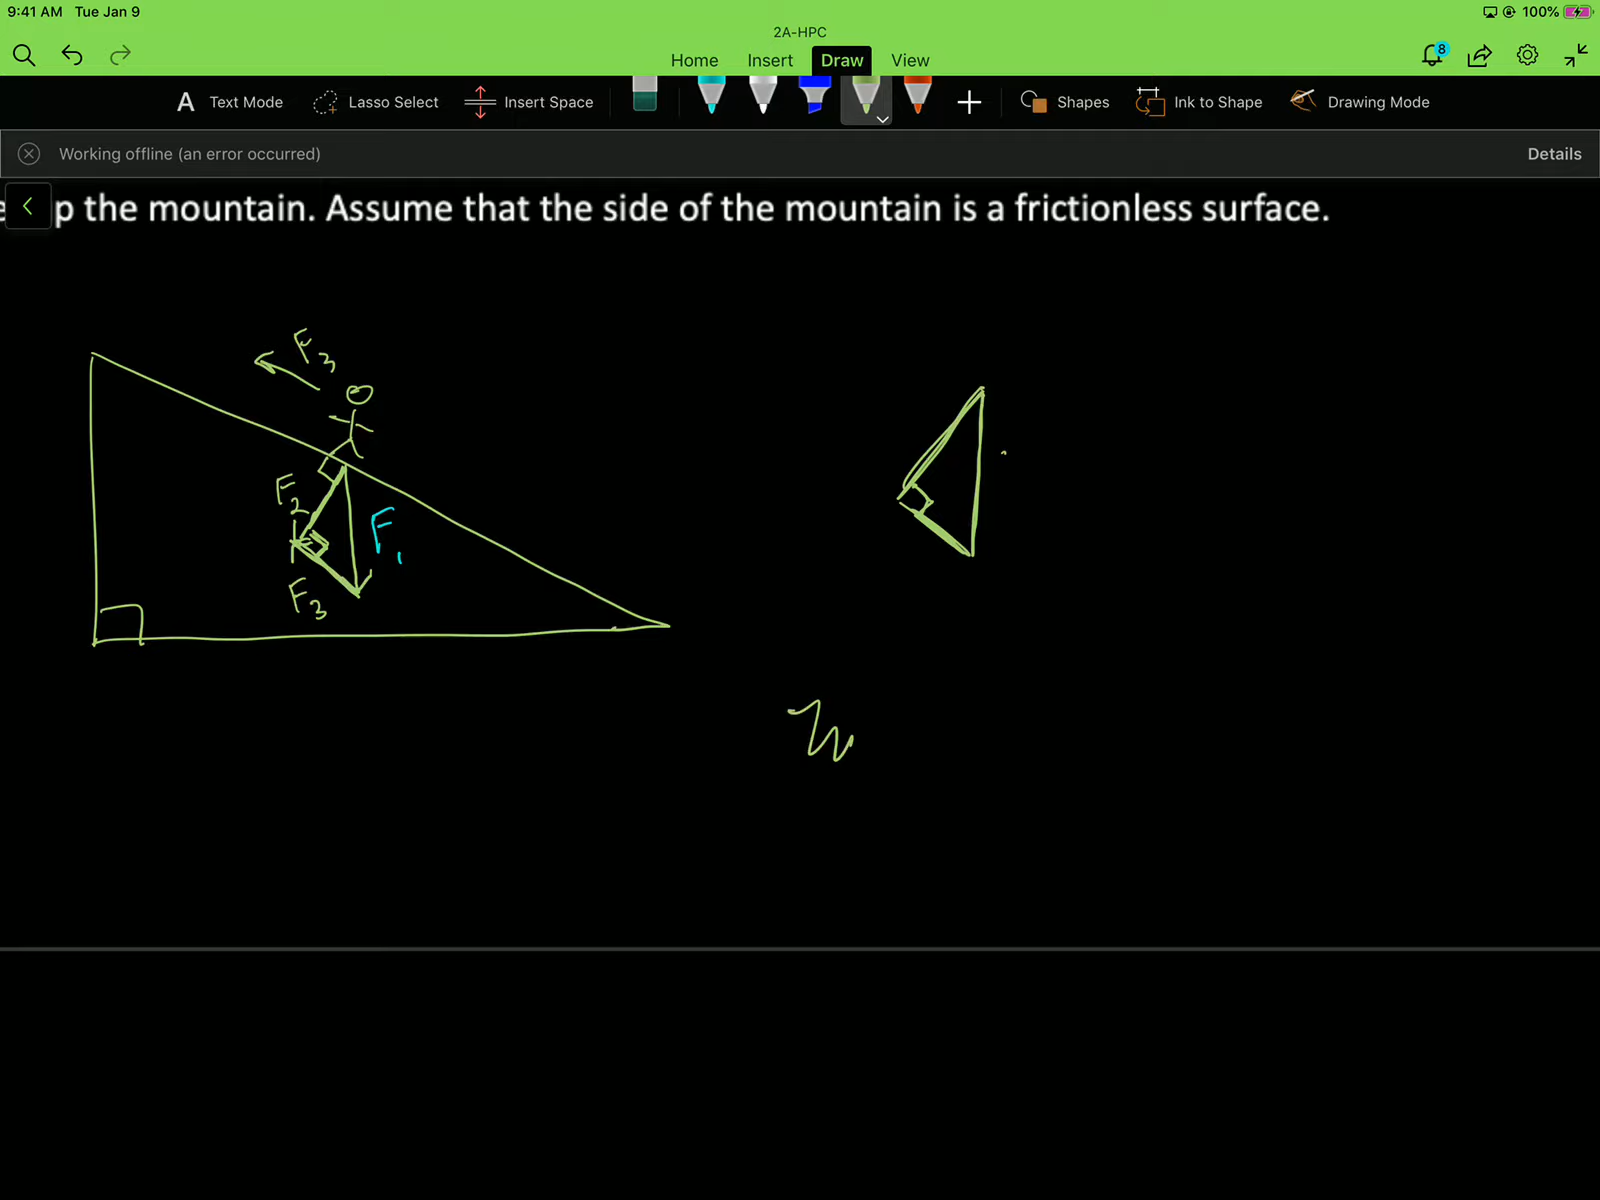 9:41 AM Tue Jan 9
100%
2A-HPC
Home Insert Draw View
8
A Text Mode Lasso Select Insert Space Shapes Ink to Shape Drawing Mode
Working offline (an error occurred) Details
p the mountain. Assume that the side of the mountain is a frictionless surface.
F3
F2
F1
F3